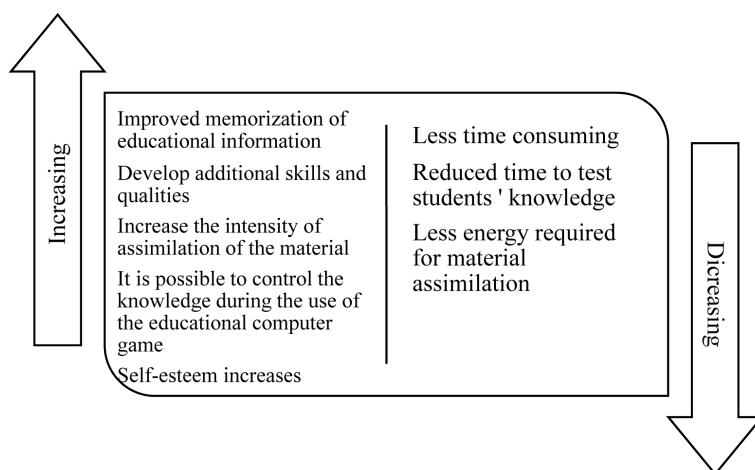 Increasing
Improved memorization of
educational information
Develop additional skills and
qualities
Increase the intensity of
assimilation of the material
It is possible to control the
knowledge during the use of
the educational computer
game
Self-esteem increases
Less time consuming
Reduced time to test
students ' knowledge
Less energy required
for material
assimilation
Dicreasing